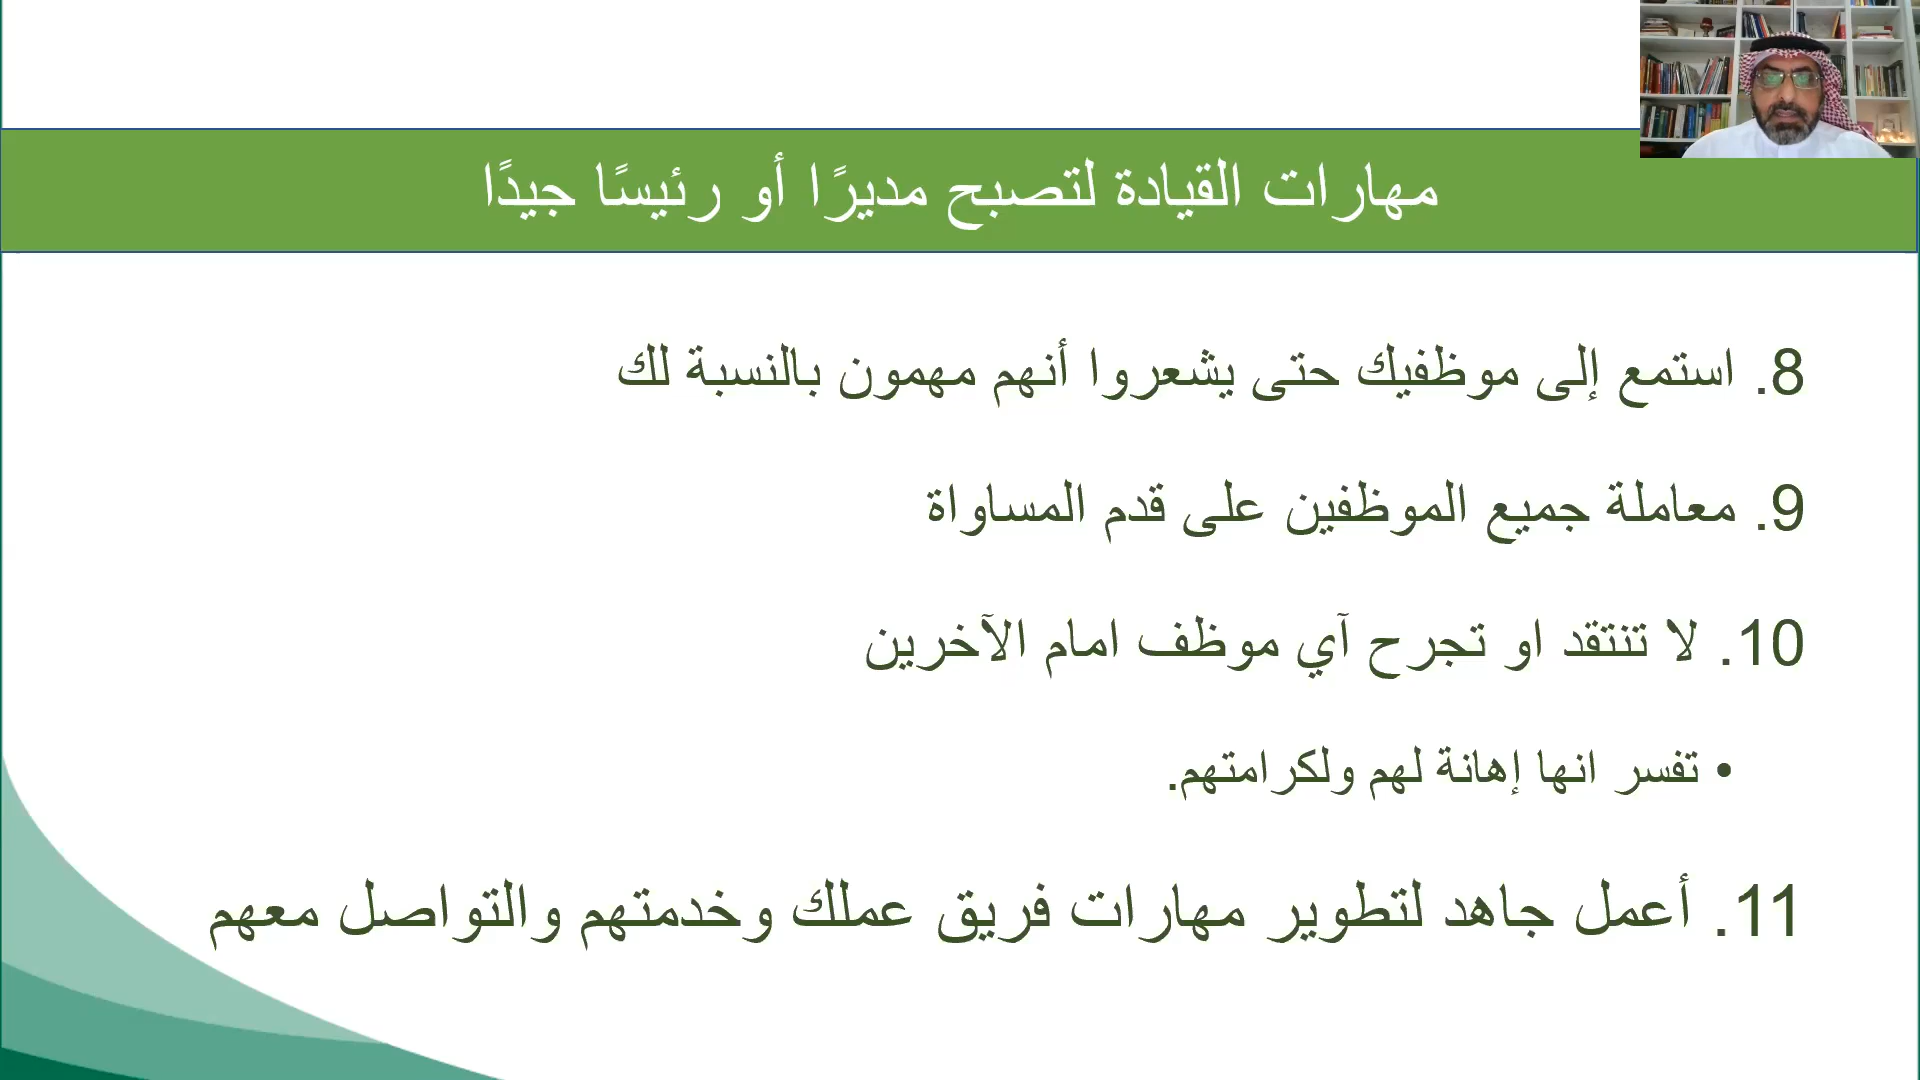 مهارات القيادة لتصبح مديرًا أو رئيسًا جيدًا
8. استمع إلى موظفيك حتى يشعروا أنهم مهمون بالنسبة لك
9. معاملة جميع الموظفين على قدم المساواة
10. لا تنتقد او تجرح آي موظف امام الآخرين
• تفسر انها إهانة لهم ولكرامتهم.
11. أعمل جاهد لتطوير مهارات فريق عملك وخدمتهم والتواصل معهم